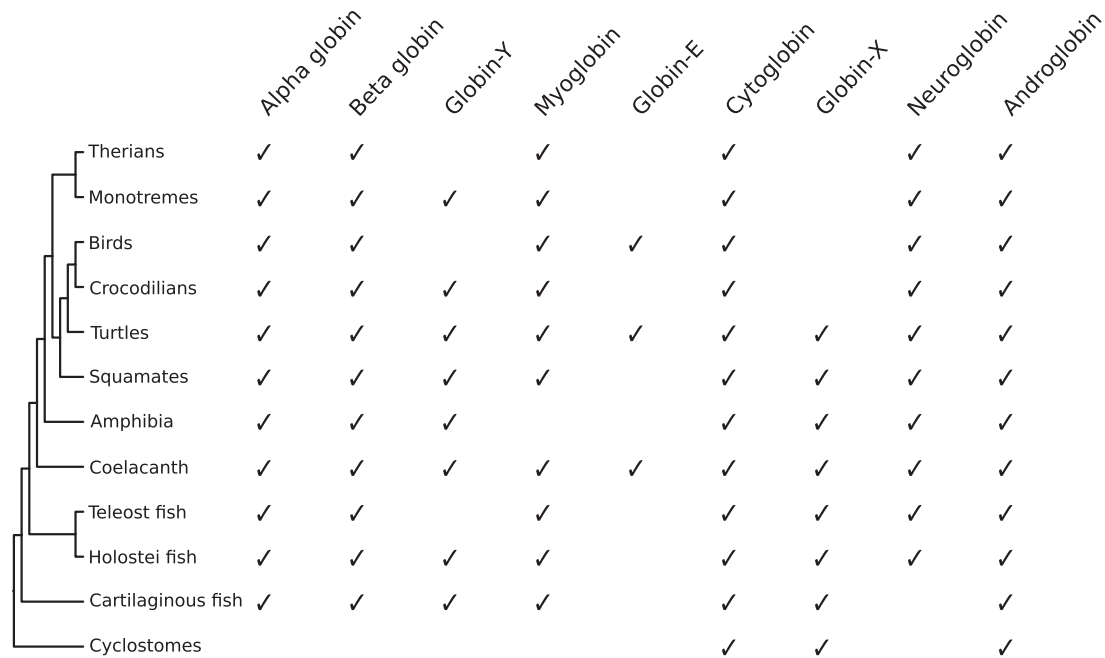 Alpha globin
Beta globin
Globin-Y
Myoglobin
Globin-E
Cytoglobin
Globin-X
Neuroglobin
Androglobin
Therians ✓ ✓ ✓ ✓ ✓ ✓
Monotremes ✓ ✓ ✓ ✓ ✓ ✓ ✓
Birds ✓ ✓ ✓ ✓ ✓ ✓ ✓
Crocodilians ✓ ✓ ✓ ✓ ✓ ✓ ✓
Turtles ✓ ✓ ✓ ✓ ✓ ✓ ✓ ✓ ✓
Squamates ✓ ✓ ✓ ✓ ✓ ✓ ✓ ✓
Amphibia ✓ ✓ ✓ ✓ ✓ ✓ ✓
Coelacanth ✓ ✓ ✓ ✓ ✓ ✓ ✓ ✓ ✓
Teleost fish ✓ ✓ ✓ ✓ ✓ ✓ ✓
Holostei fish ✓ ✓ ✓ ✓ ✓ ✓ ✓ ✓
Cartilaginous fish ✓ ✓ ✓ ✓ ✓ ✓ ✓
Cyclostomes ✓ ✓ ✓